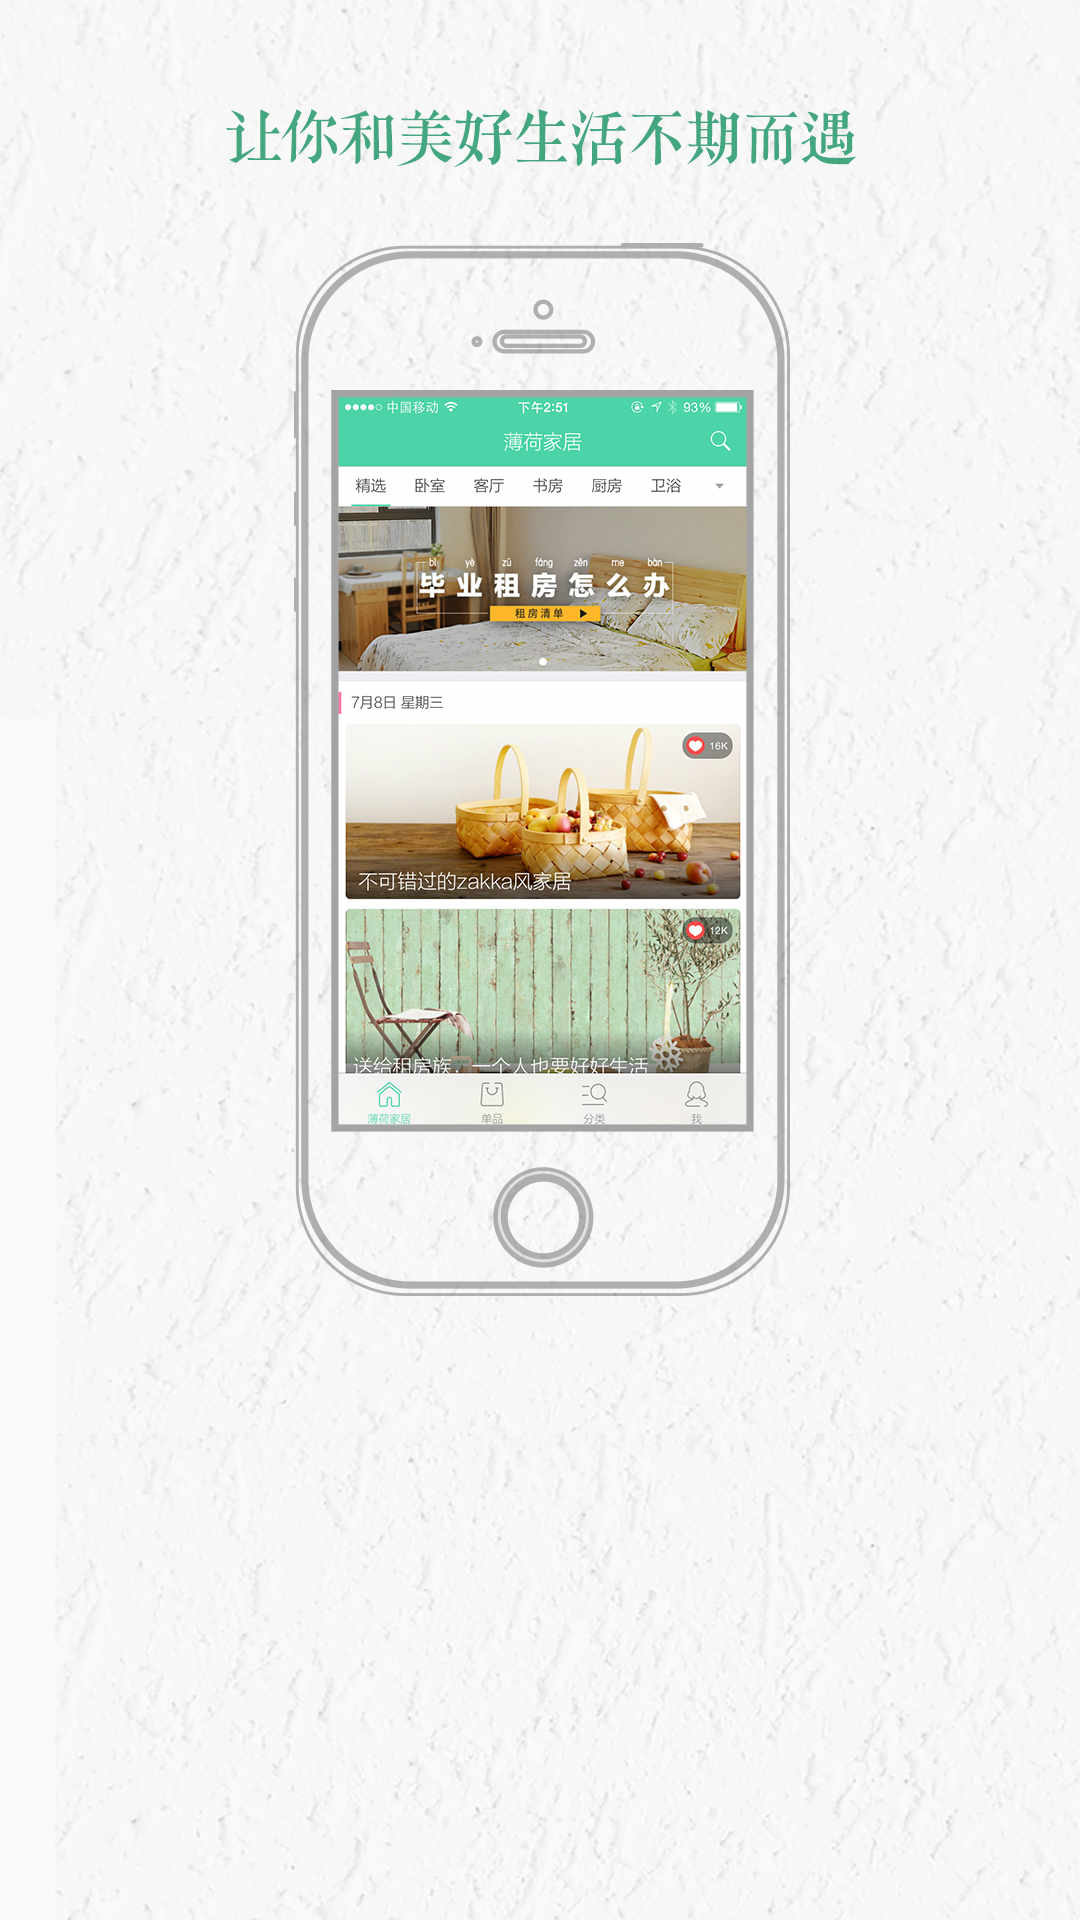 让你和美好生活不期而遇
中国移动 下午2:51 93%
薄荷家居
精选 卧室 客厅 书房 厨房 卫浴
bì yè zū fáng zěn me bàn
毕业租房怎么办
租房清单
7月8日 星期三
16K
不可错过的zakka风家居
12K
送给租房族，一个人也要好好生活
薄荷家居 单品 分类 我